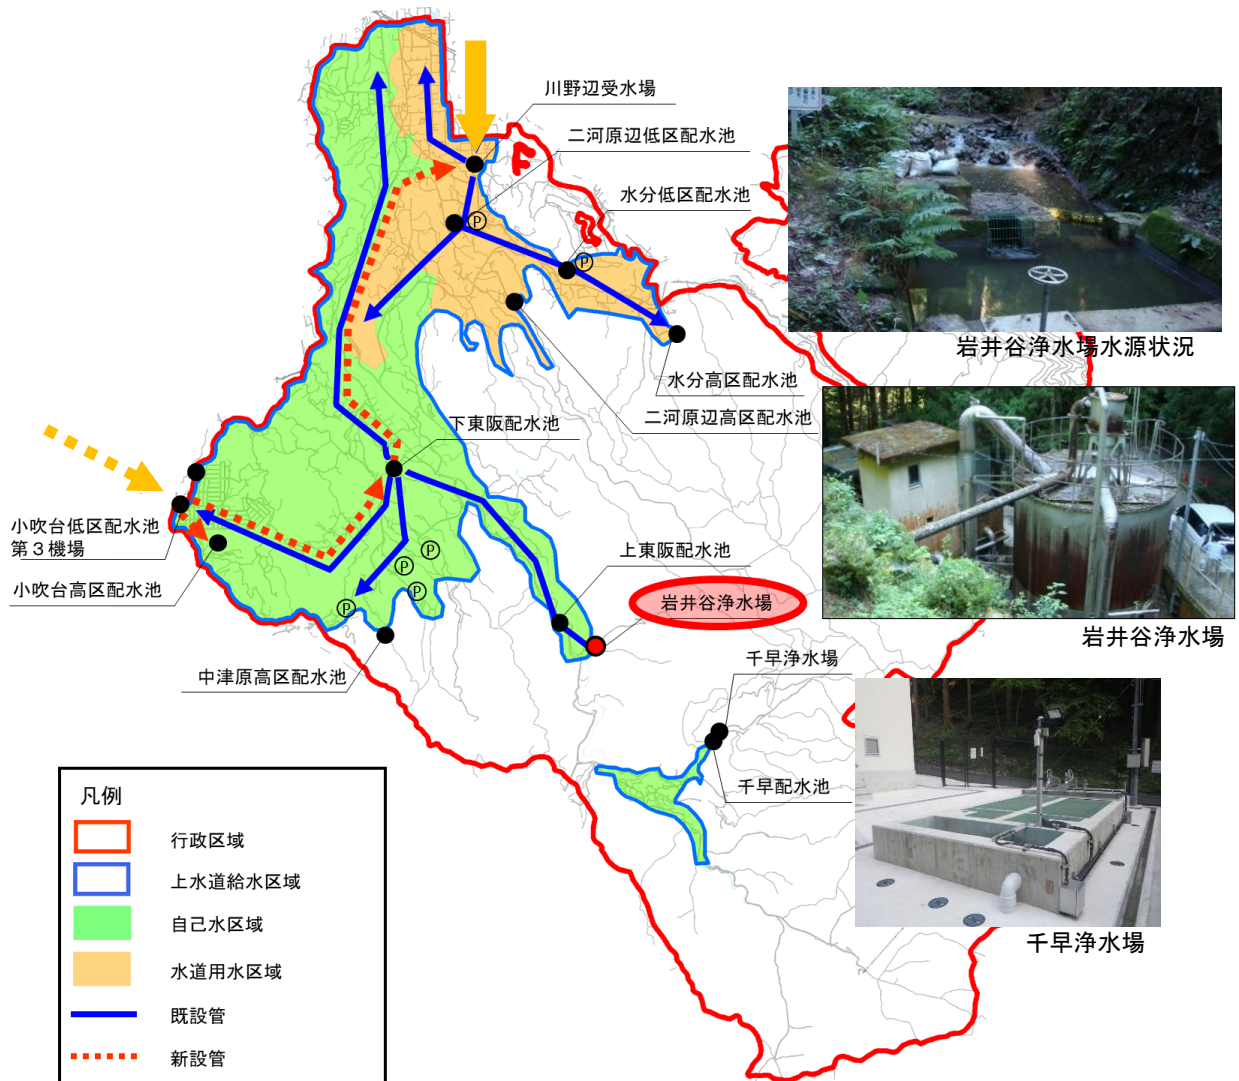 川野辺受水場
二河原辺低区配水池
水分低区配水池
P
P
岩井谷浄水場水源状況
水分高区配水池
二河原辺高区配水池
下東阪配水池
小吹台低区配水池
第３機場
小吹台高区配水池
P
P
P
P
上東阪配水池
岩井谷浄水場
岩井谷浄水場
中津原高区配水池
千早浄水場
千早配水池
千早浄水場
凡例
行政区域
上水道給水区域
自己水区域
水道用水区域
既設管
新設管